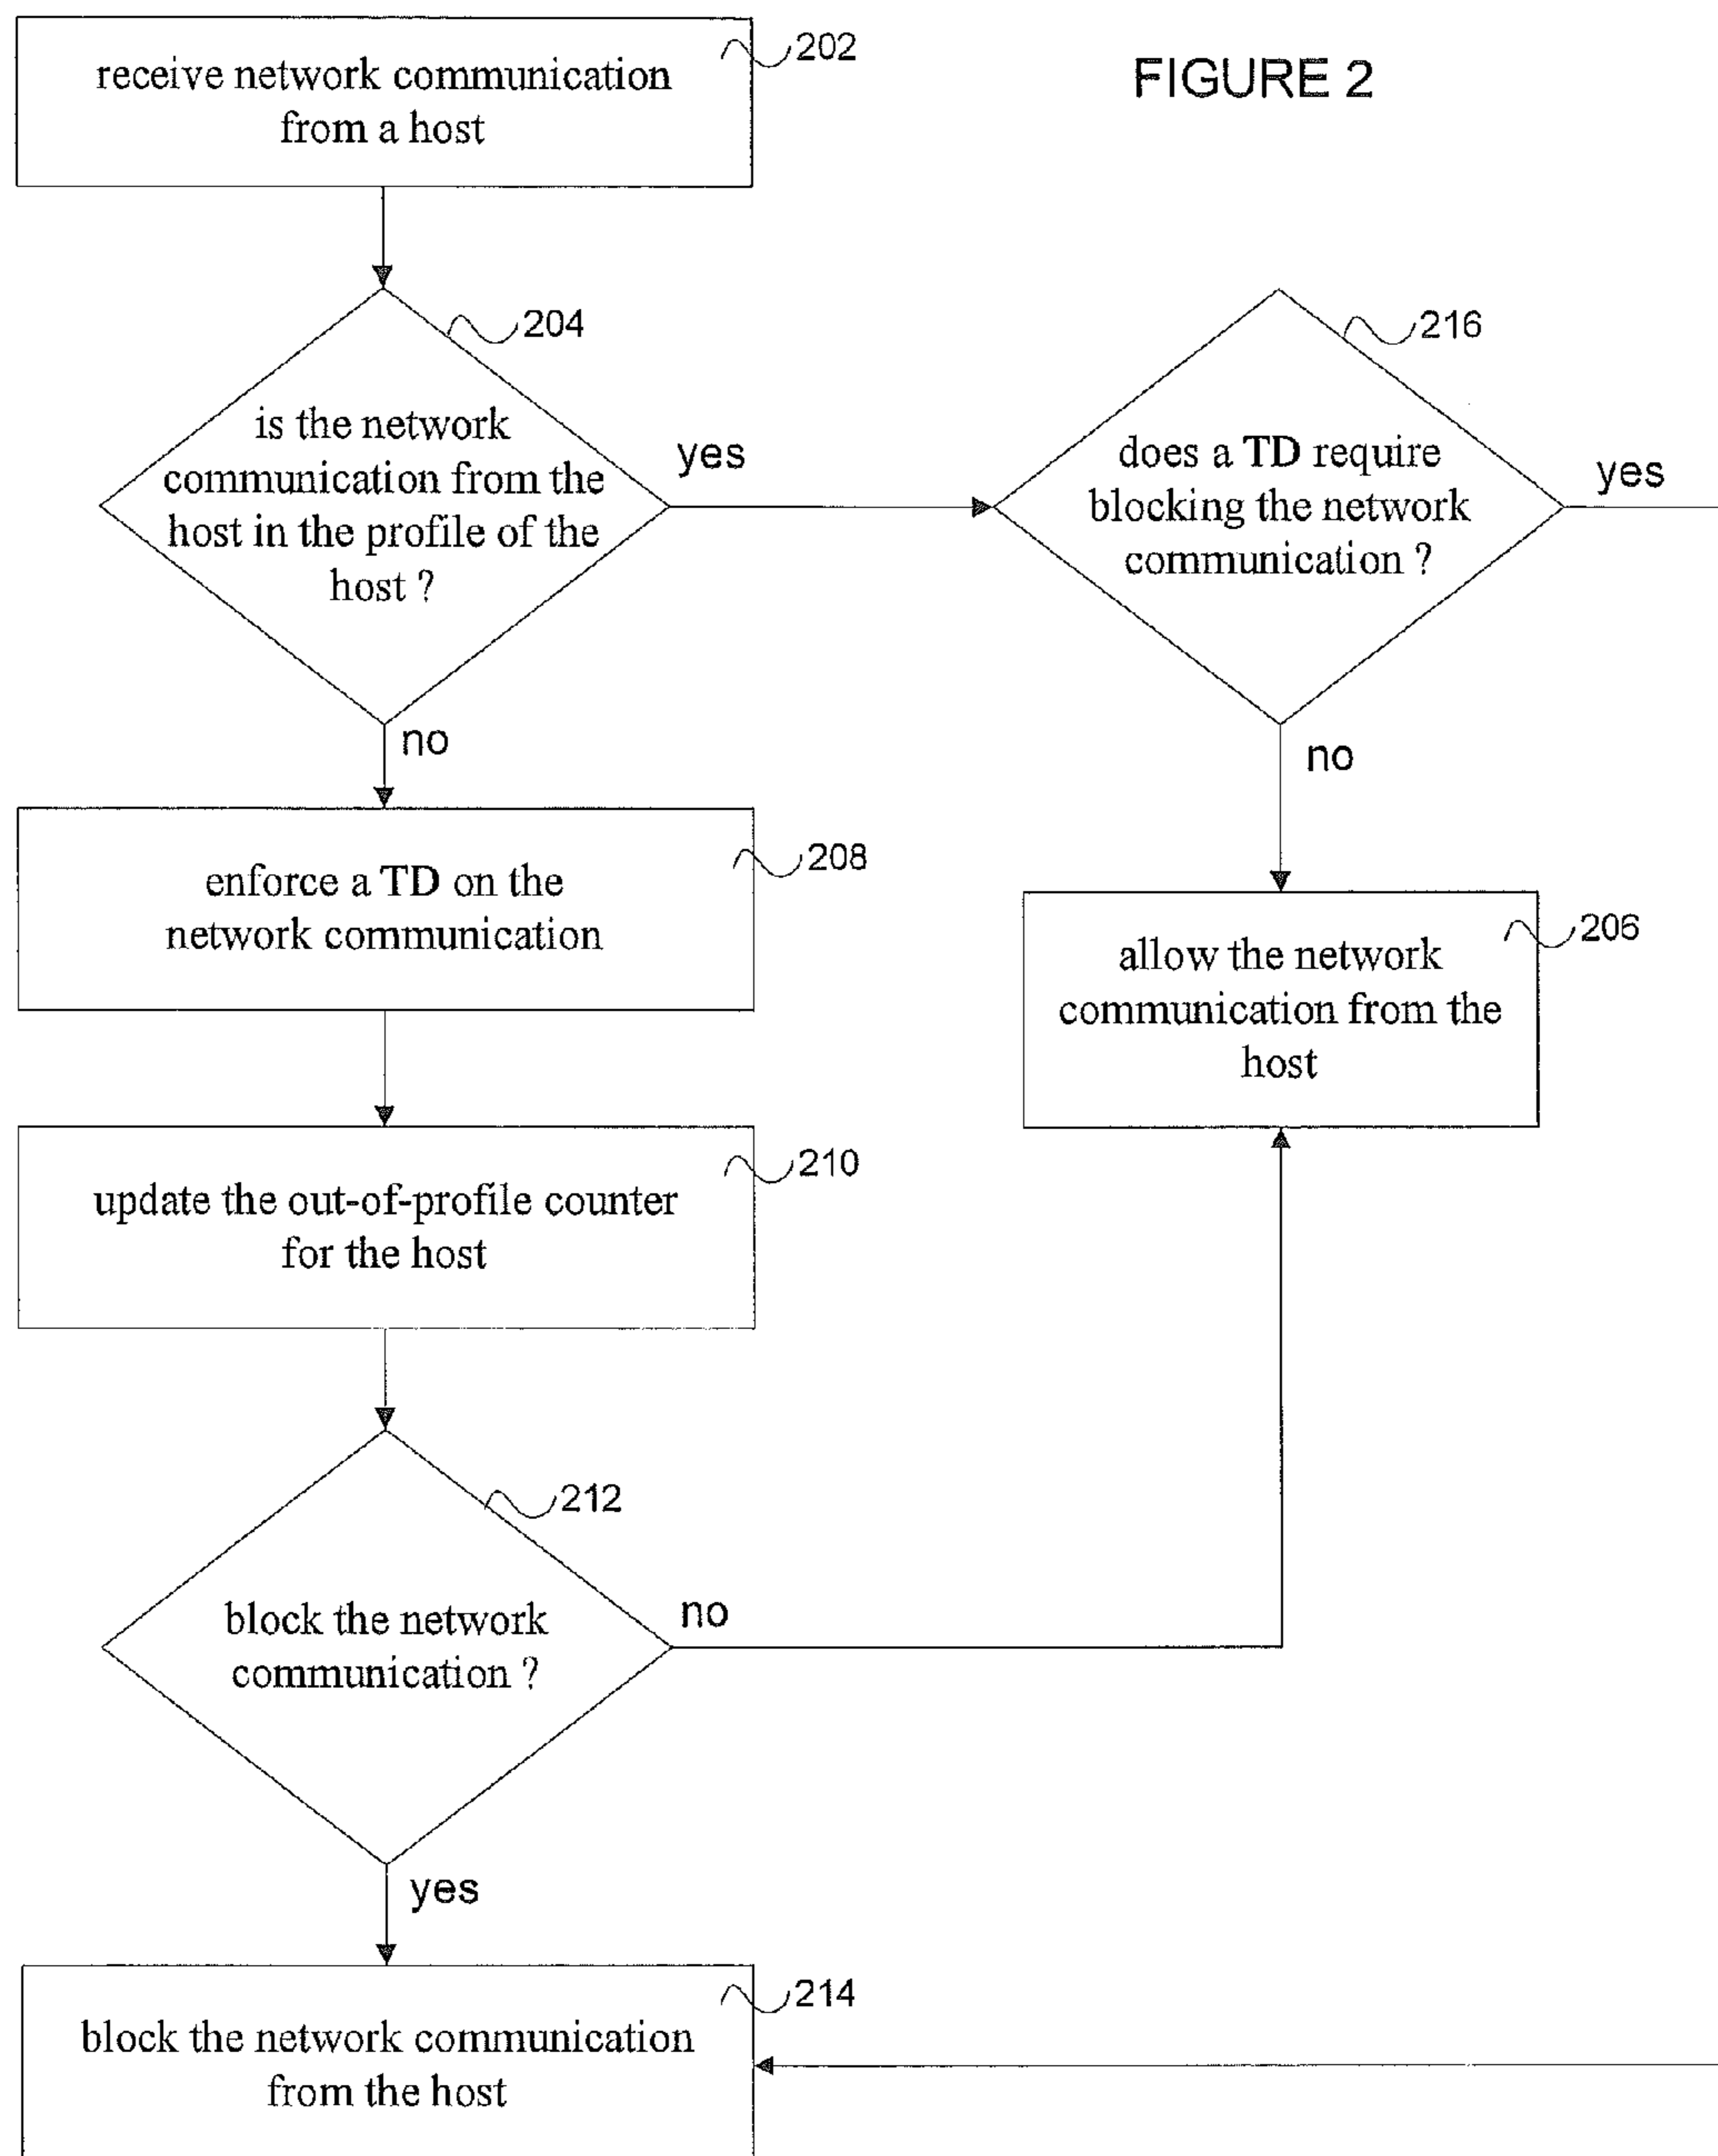 FIGURE 2
202
receive network communication
from a host
204
is the network
communication from the
host in the profile of the
host ?
yes
no
216
does a TD require
blocking the network
communication ?
yes
no
208
enforce a TD on the
network communication
206
allow the network
communication from the
host
210
update the out-of-profile counter
for the host
212
block the network
communication ?
no
yes
214
block the network communication
from the host